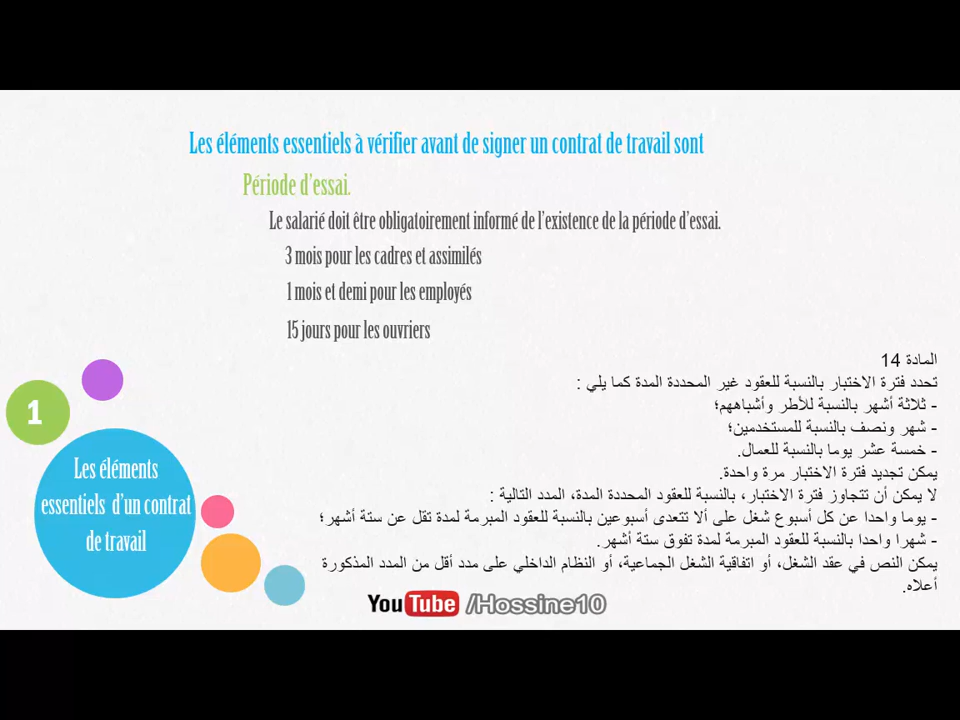 Les éléments essentiels à vérifier avant de signer un contrat de travail sont
Période d'essai.
Le salarié doit être obligatoirement informé de l'existence de la période d'essai.
3 mois pour les cadres et assimilés
1 mois et demi pour les employés
15 jours pour les ouvriers
المادة 14
تحدد فترة الاختبار بالنسبة للعقود غير المحددة المدة كما يلي :
- ثلاثة أشهر بالنسبة للأطر وأشباههم؛
- شهر ونصف بالنسبة للمستخدمين؛
- خمسة عشر يوما بالنسبة للعمال.
يمكن تجديد فترة الاختبار مرة واحدة.
لا يمكن أن تتجاوز فترة الاختبار، بالنسبة للعقود المحددة المدة، المدد التالية :
- يوما واحدا عن كل أسبوع شغل على ألا تتعدى أسبوعين بالنسبة للعقود المبرمة لمدة تقل عن ستة أشهر؛
- شهرا واحدا بالنسبة للعقود المبرمة لمدة تفوق ستة أشهر.
يمكن النص في عقد الشغل، أو اتفاقية الشغل الجماعية، أو النظام الداخلي على مدد أقل من المدد المذكورة
أعلاه.
1
Les éléments
essentiels d'un contrat
de travail
YouTube /Hossine10